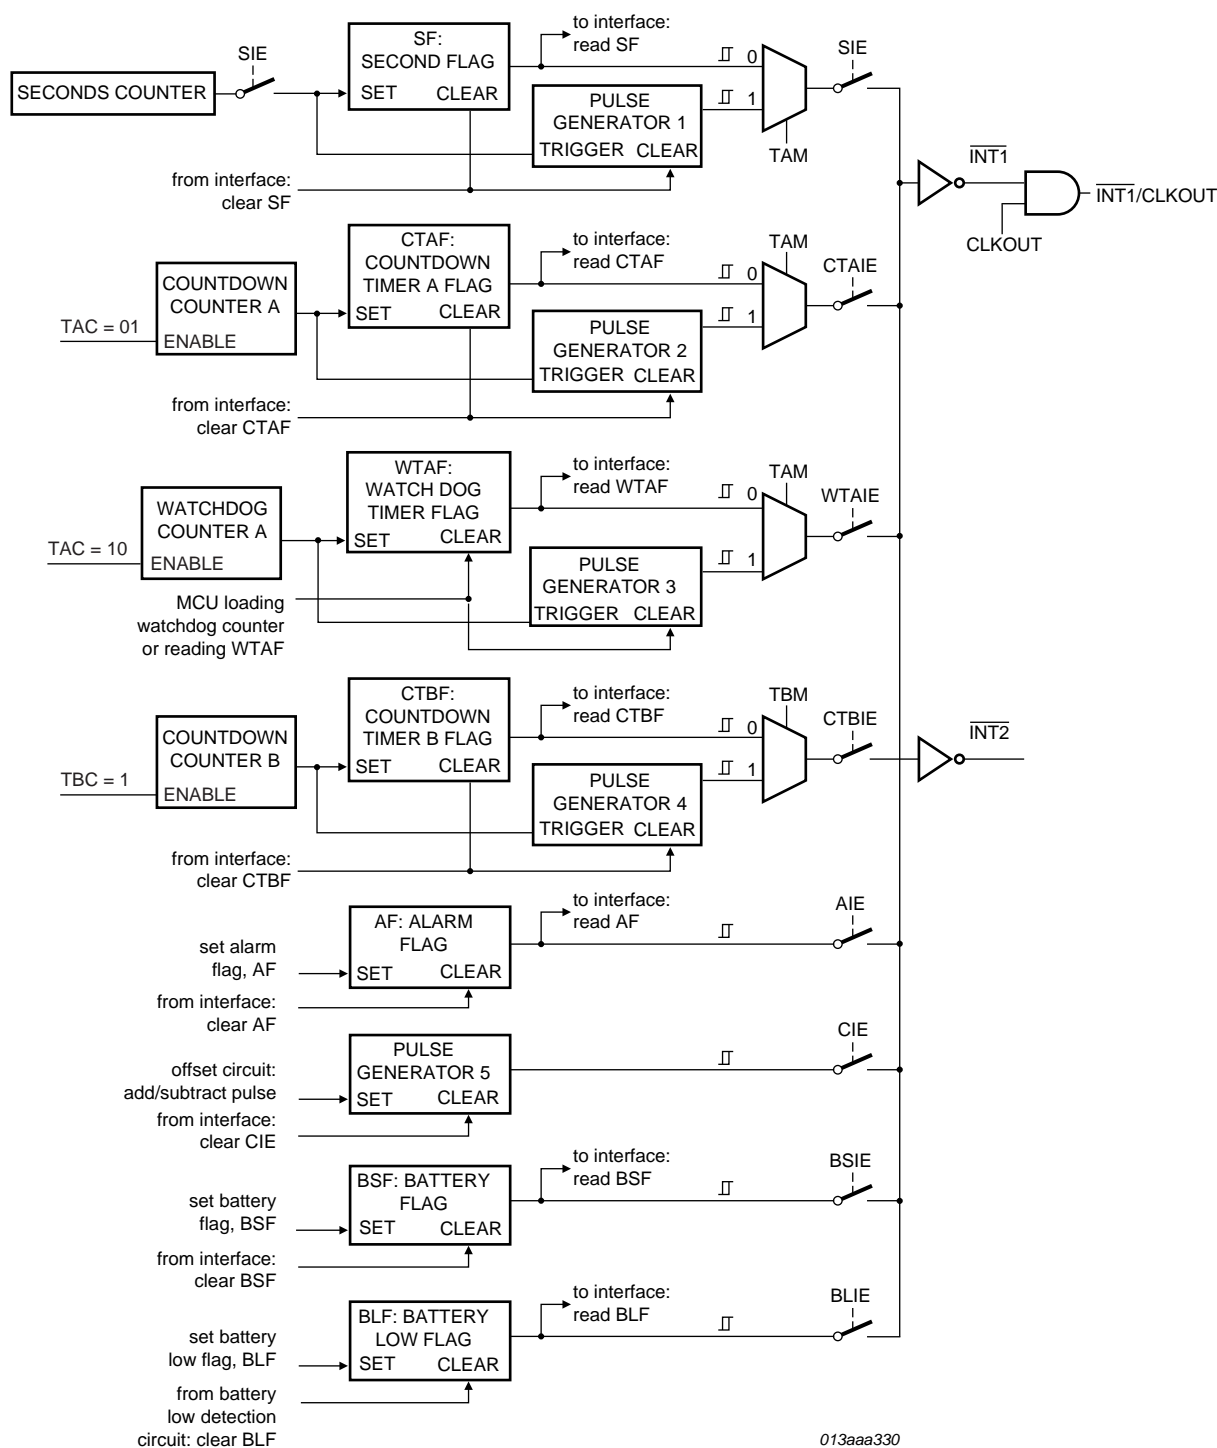 to interface:
read SF
SF:
SECOND FLAG
SET CLEAR
SIE
SECONDS COUNTER
PULSE
GENERATOR 1
TRIGGER CLEAR
0
1
TAM
SIE
from interface:
clear SF
INT1
INT1/CLKOUT
CLKOUT
to interface:
read CTAF
CTAF:
COUNTDOWN
TIMER A FLAG
SET CLEAR
COUNTDOWN
COUNTER A
ENABLE
TAC = 01
PULSE
GENERATOR 2
TRIGGER CLEAR
TAM
0
1
CTAIE
from interface:
clear CTAF
to interface:
read WTAF
WTAF:
WATCH DOG
TIMER FLAG
SET CLEAR
WATCHDOG
COUNTER A
ENABLE
TAC = 10
PULSE
GENERATOR 3
TRIGGER CLEAR
TAM
0
1
WTAIE
MCU loading
watchdog counter
or reading WTAF
to interface:
read CTBF
CTBF:
COUNTDOWN
TIMER B FLAG
SET CLEAR
COUNTDOWN
COUNTER B
ENABLE
TBC = 1
PULSE
GENERATOR 4
TRIGGER CLEAR
TBM
0
1
CTBIE
INT2
from interface:
clear CTBF
to interface:
read AF
AF: ALARM
FLAG
SET CLEAR
set alarm
flag, AF
from interface:
clear AF
AIE
PULSE
GENERATOR 5
SET CLEAR
offset circuit:
add/subtract pulse
from interface:
clear CIE
CIE
to interface:
read BSF
BSF: BATTERY
FLAG
SET CLEAR
set battery
flag, BSF
from interface:
clear BSF
BSIE
to interface:
read BLF
BLF: BATTERY
LOW FLAG
SET CLEAR
set battery
low flag, BLF
from battery
low detection
circuit: clear BLF
BLIE
013aaa330